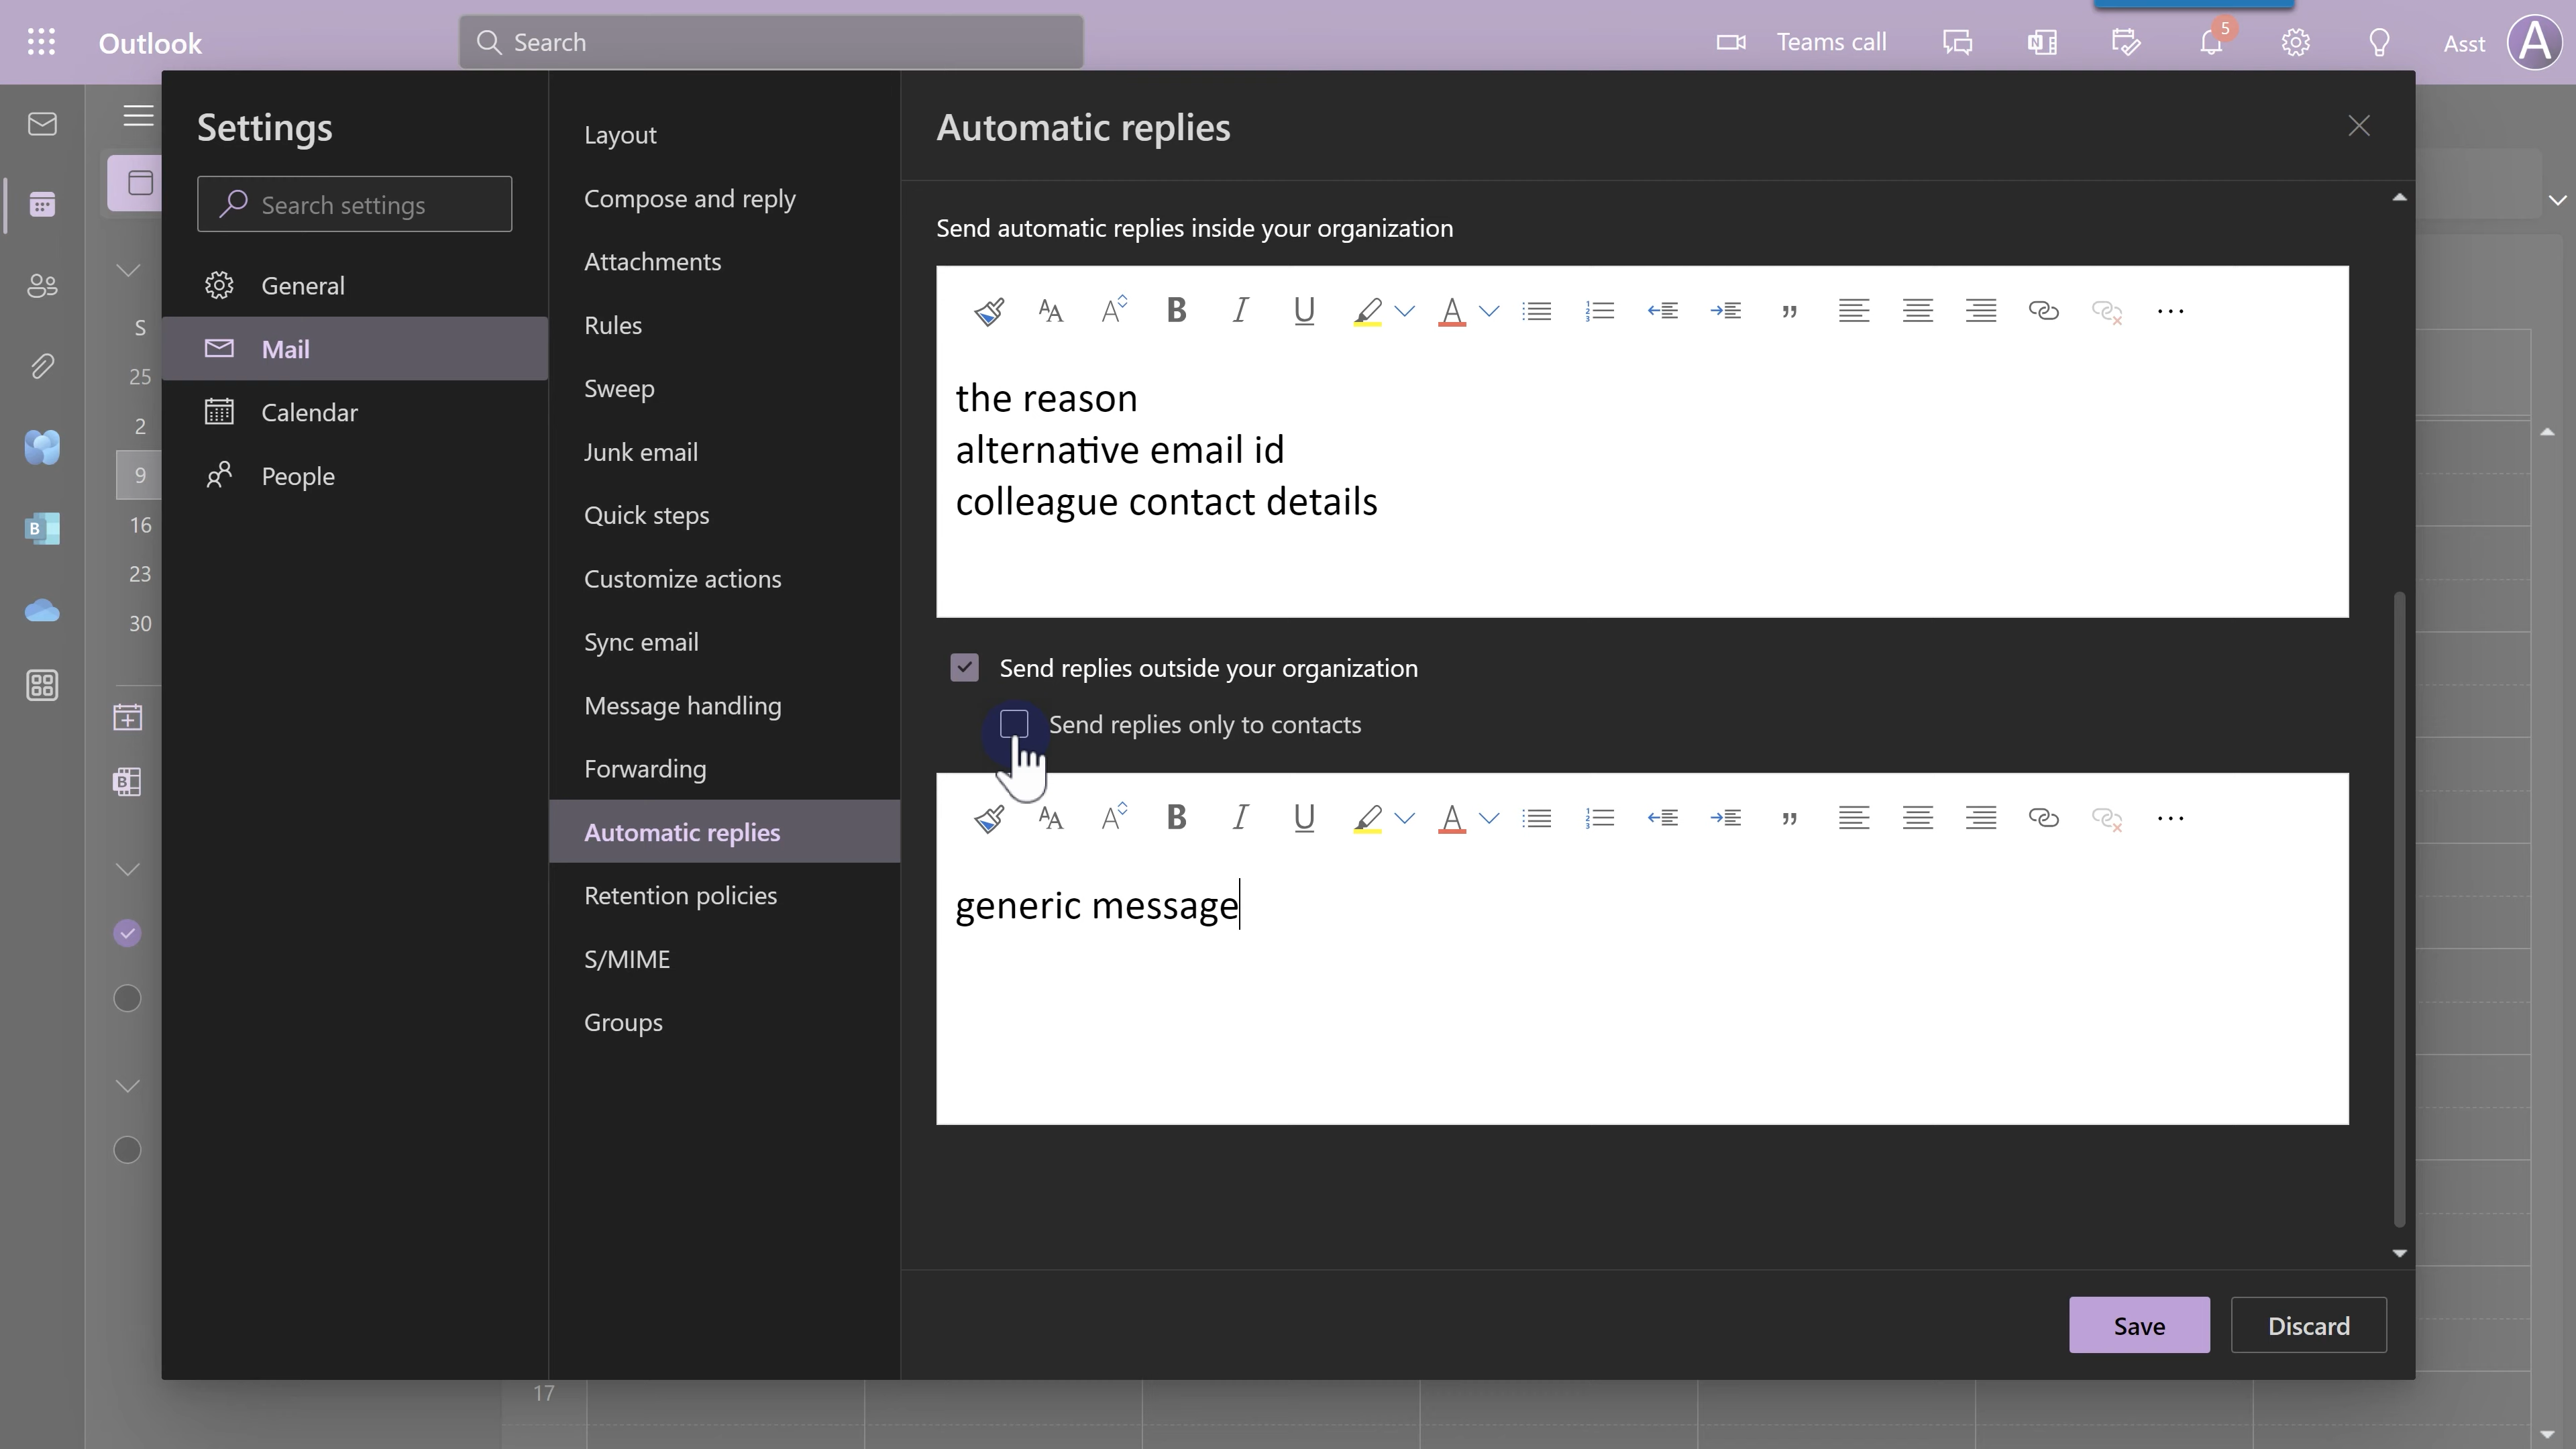 Outlook
Search
Teams call
5
Asst
A
Settings
Search settings
General
Mail
Calendar
People
S
25
2
9
16
23
30
Layout
Compose and reply
Attachments
Rules
Sweep
Junk email
Quick steps
Customize actions
Sync email
Message handling
Forwarding
Automatic replies
Retention policies
S/MIME
Groups
Automatic replies
Send automatic replies inside your organization
the reason
alternative email id
colleague contact details
Send replies outside your organization
Send replies only to contacts
generic message
Save
Discard
17